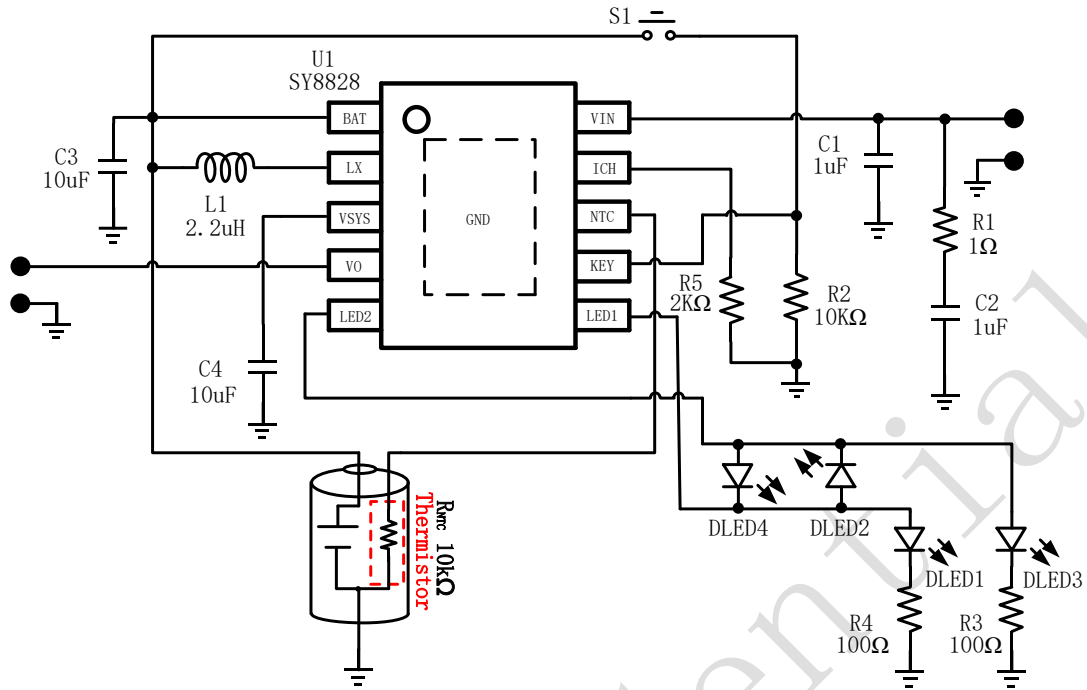 S1
U1
SY8828
BAT
LX
VSYS
VO
LED2
GND
VIN
ICH
NTC
KEY
LED1
C3
10uF
L1
2.2uH
C4
10uF
C1
1uF
R1
1Ω
C2
1uF
R5
2KΩ
R2
10KΩ
RNTC 10kΩ
Thermistor
DLED4
DLED2
DLED1
DLED3
R4
100Ω
R3
100Ω
ential